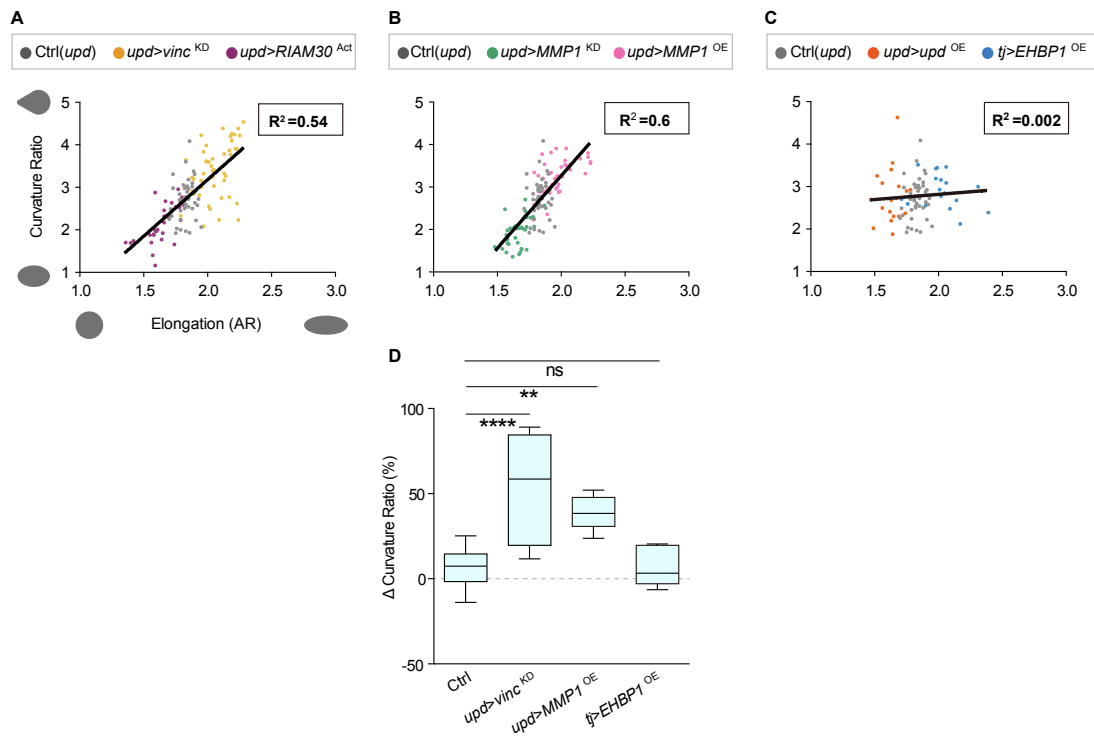 A
Ctrl(upd) upd>vinc KD upd>RIAM30 Act
R2=0.54
Curvature Ratio
5
4
3
2
1
1.0 1.5 2.0 2.5 3.0
Elongation (AR)
B
Ctrl(upd) upd>MMP1 KD upd>MMP1 OE
R2=0.6
5
4
3
2
1
1.0 1.5 2.0 2.5 3.0
C
Ctrl(upd) upd>upd OE tj>EHBP1 OE
R2=0.002
5
4
3
2
1
1.0 1.5 2.0 2.5 3.0
D
ns
**
****
Δ Curvature Ratio (%)
100
50
0
-50
Ctrl
upd>vinc KD
upd>MMP1 OE
tj>EHBP1 OE